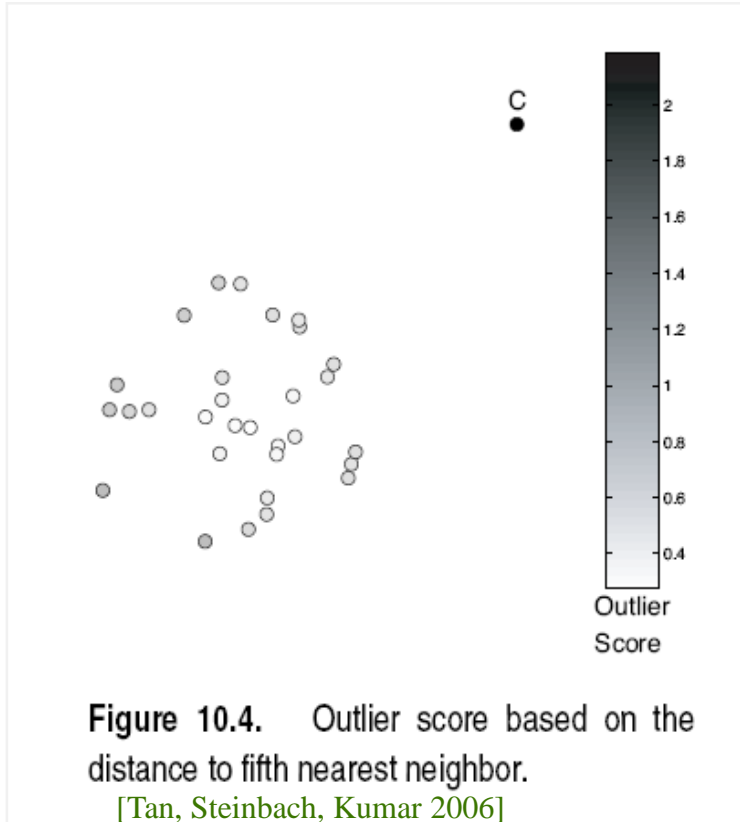 C
2
1.8
1.6
1.4
1.2
1
0.8
0.6
0.4
Outlier
Score
Figure 10.4. Outlier score based on the
distance to fifth nearest neighbor.
[Tan, Steinbach, Kumar 2006]